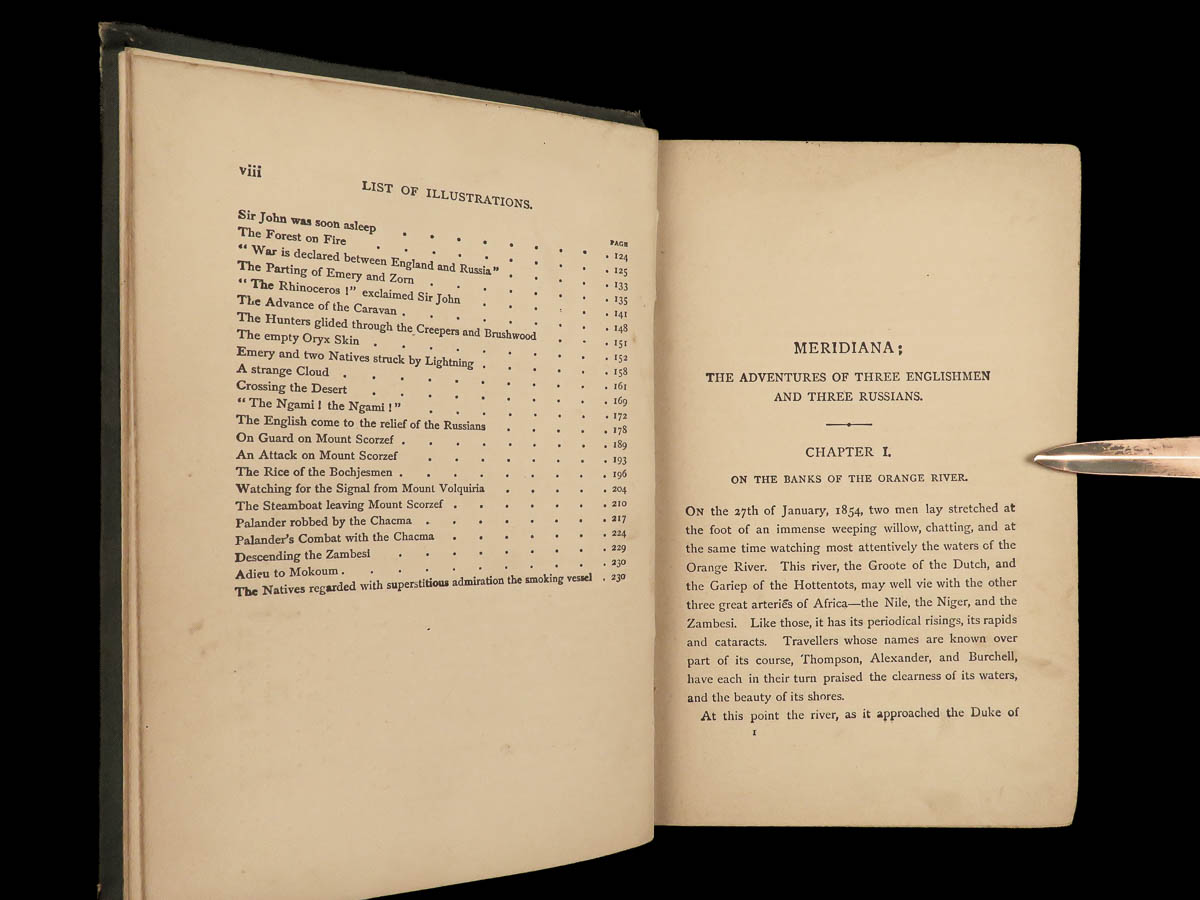 viii
LIST OF ILLUSTRATIONS.
PAGE
Sir John was soon asleep . . . . . . . . . 124
The Forest on Fire . . . . . . . . . 125
“ War is declared between England and Russia” . . . . . 133
The Parting of Emery and Zorn . . . . . . . . 135
“ The Rhinoceros !” exclaimed Sir John . . . . . . 141
The Advance of the Caravan . . . . . . . . 148
The Hunters glided through the Creepers and Brushwood . . . 151
The empty Oryx Skin . . . . . . . . . 152
Emery and two Natives struck by Lightning . . . . . . 158
A strange Cloud . . . . . . . . . . 161
Crossing the Desert . . . . . . . . . 169
“ The Ngami ! the Ngami !” . . . . . . . . 172
The English come to the relief of the Russians . . . . . 178
On Guard on Mount Scorzef . . . . . . . . 189
An Attack on Mount Scorzef . . . . . . . . 193
The Rice of the Bochjesmen . . . . . . . . 196
Watching for the Signal from Mount Volquiria . . . . . 204
The Steamboat leaving Mount Scorzef . . . . . . . 210
Palander robbed by the Chacma . . . . . . . . 217
Palander's Combat with the Chacma . . . . . . . 224
Descending the Zambesi . . . . . . . . . 229
Adieu to Mokoum . . . . . . . . . . 230
The Natives regarded with superstitious admiration the smoking vessel . 230
MERIDIANA;
THE ADVENTURES OF THREE ENGLISHMEN
AND THREE RUSSIANS.
CHAPTER I.
ON THE BANKS OF THE ORANGE RIVER.
ON the 27th of January, 1854, two men lay stretched at
the foot of an immense weeping willow, chatting, and at
the same time watching most attentively the waters of the
Orange River. This river, the Groote of the Dutch, and
the Gariep of the Hottentots, may well vie with the other
three great arteries of Africa—the Nile, the Niger, and the
Zambesi. Like those, it has its periodical risings, its rapids
and cataracts. Travellers whose names are known over
part of its course, Thompson, Alexander, and Burchell,
have each in their turn praised the clearness of its waters,
and the beauty of its shores.
At this point the river, as it approached the Duke of
1